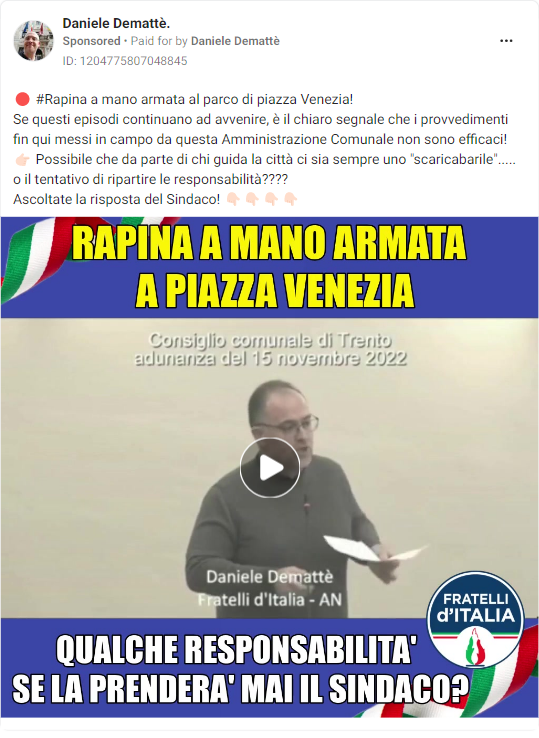 Daniele Demattè.
Sponsored • Paid for by Daniele Demattè
ID: 1204775807048845
🔴 #Rapina a mano armata al parco di piazza Venezia!
Se questi episodi continuano ad avvenire, è il chiaro segnale che i provvedimenti
fin qui messi in campo da questa Amministrazione Comunale non sono efficaci!
👉🏻 Possibile che da parte di chi guida la città ci sia sempre uno "scaricabarile".....
o il tentativo di ripartire le responsabilità????
Ascoltate la risposta del Sindaco! 👇🏻 👇🏻 👇🏻 👇🏻
RAPINA A MANO ARMATA
A PIAZZA VENEZIA
Consiglio comunale di Trento
adunanza del 15 novembre 2022
Daniele Demattè
Fratelli d'Italia - AN
FRATELLI
d'ITALIA
QUALCHE RESPONSABILITA'
SE LA PRENDERA' MAI IL SINDACO?